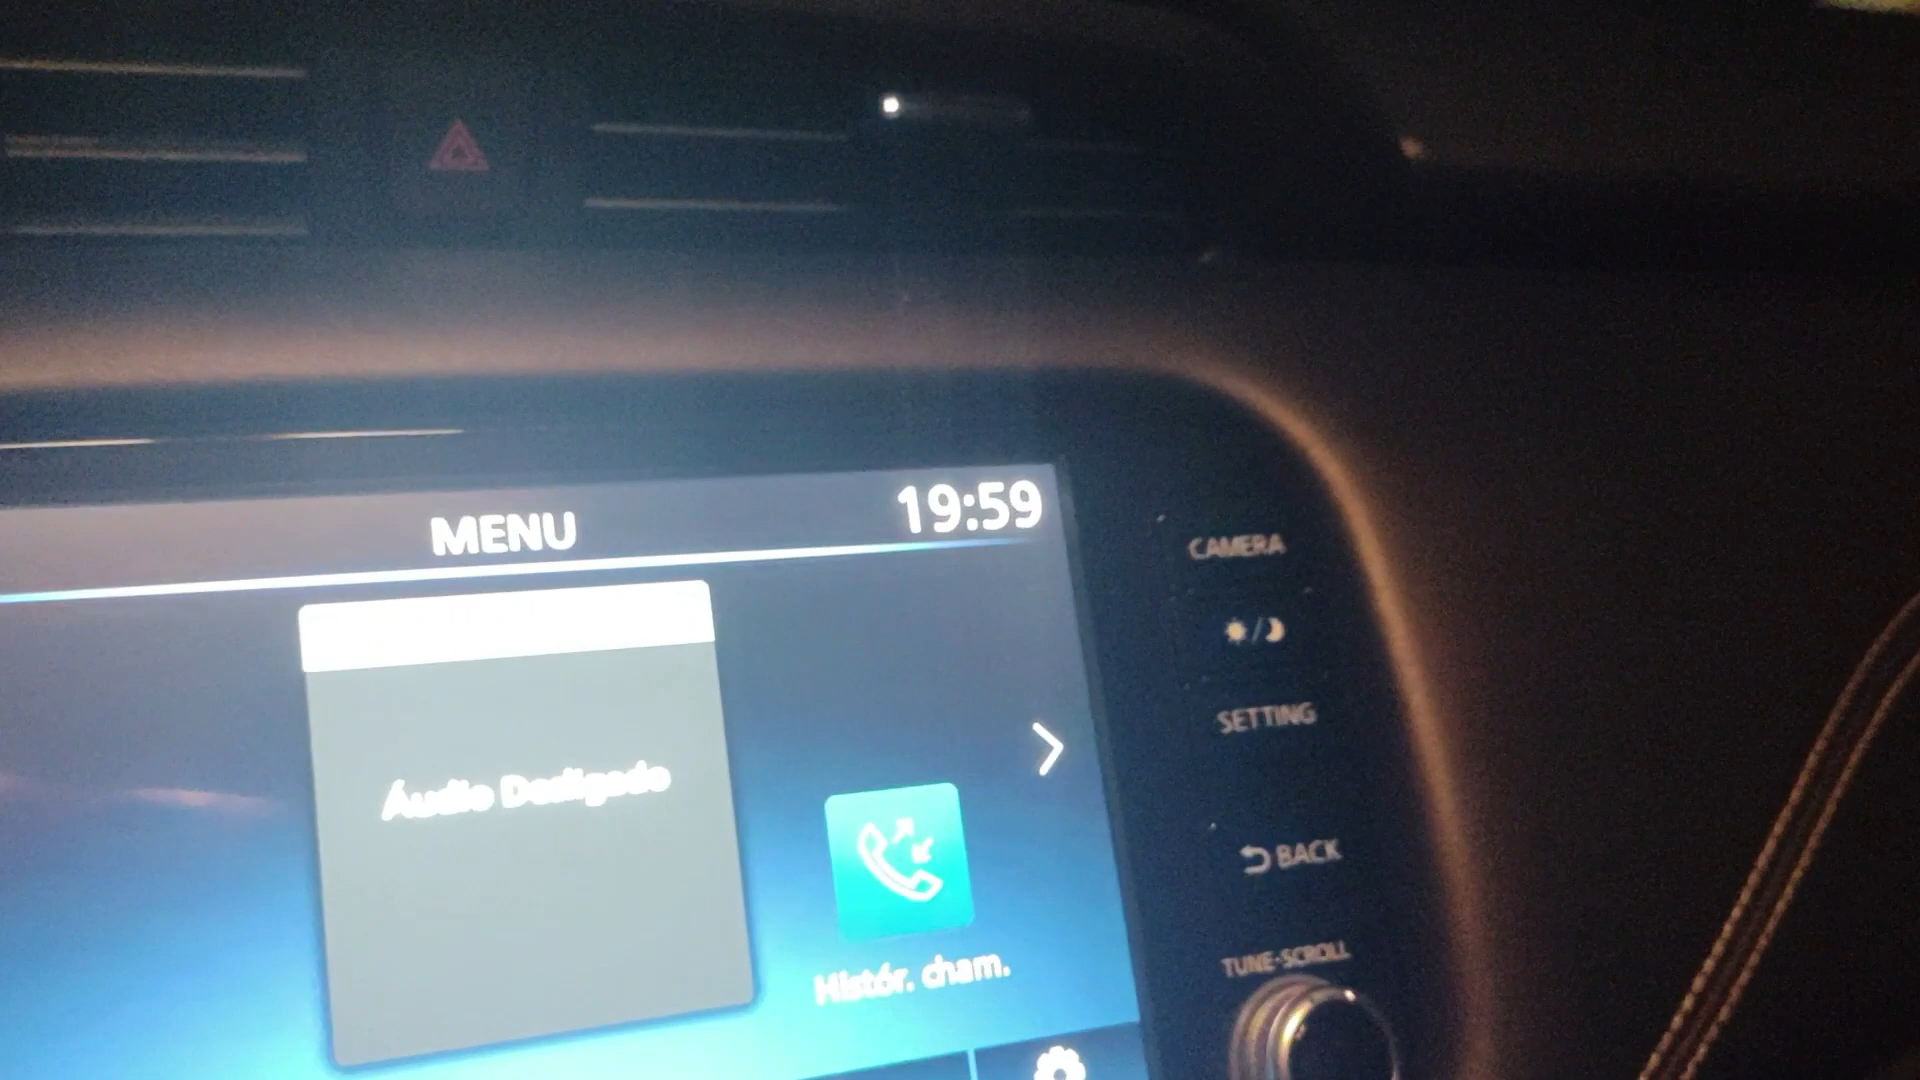 MENU
19:59
Áudio Desligado
Histór. cham.
CAMERA
SETTING
BACK
TUNE·SCROLL